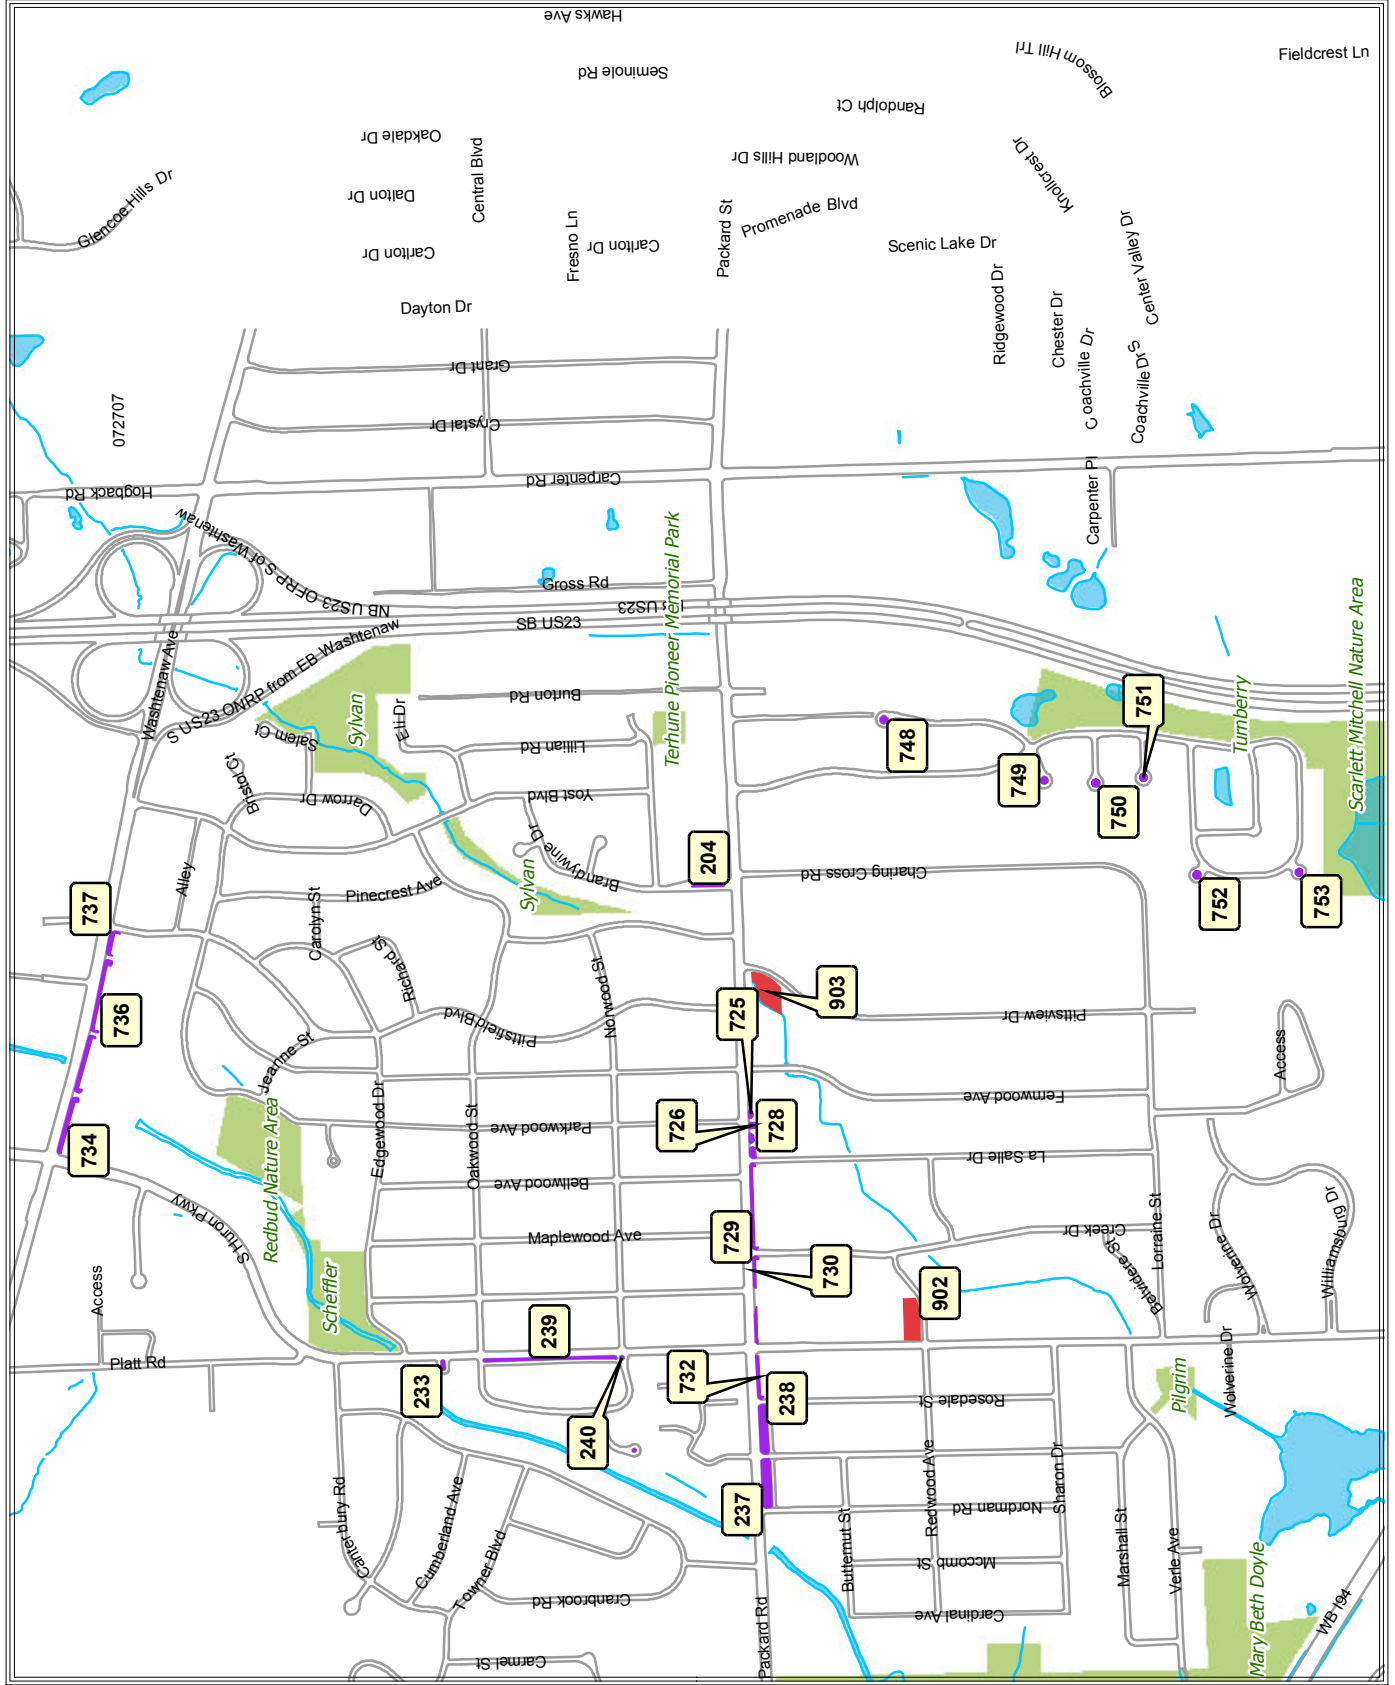 Hawks Ave
Seminole Rd
Blossom Hill Trl
Fieldcrest Ln
Randolph Ct
Oakdale Dr
Central Blvd
Woodland Hills Dr
Knollcrest Dr
Glencoe Hills Dr
Dalton Dr
Promenade Blvd
Packard St
Carlton Dr
Fresno Ln
Carlton Dr
Scenic Lake Dr
Center Valley Dr
Dayton Dr
Ridgewood Dr
Chester Dr
Coachville Dr
Coachville Dr S
Grant Dr
072707
Crystal Dr
Carpenter Rd
Hogback Rd
Carpenter Pl
NB US23 OFRP S of Washtenaw
Terhune Pioneer Memorial Park
Gross Rd
SB US23
Scarlett Mitchell Nature Area
Washtenaw Ave
S US23 ONRP from EB Washtenaw
Sylvan
Eli Dr
Burton Rd
Turnberry
751
Salem Ct
Lillian Rd
748
749
Bristol Ct
Darrow Dr
Yost Blvd
750
Brandywine Dr
204
Charing Cross Rd
Alley
Pinecrest Ave
Sylvan
737
752
753
Carolyn St
Richard St
Norwood St
736
725
903
Pittsfield Blvd
Pittsview Dr
Jeanne St
Access
Redbud Nature Area
Edgewood Dr
Oakwood St
Parkwood Ave
726
728
Fernwood Ave
734
La Salle Dr
Bellwood Ave
S Huron Pkwy
Maplewood Ave
729
Creek Dr
Lorraine St
Belvidere St
Wolverine Dr
Williamsburg Dr
Access
Scheffler
730
902
239
Platt Rd
233
732
238
Rosedale St
Pilgrim
Wolverine Dr
240
237
Canterbury Rd
Cumberland Ave
Towner Blvd
Butternut St
Redwood Ave
Nordman Rd
Sharon Dr
Marshall St
Verle Ave
Mccomb St
Cranbrook Rd
Cardinal Ave
Mary Beth Doyle
WB I94
Carmel St
Packard Rd